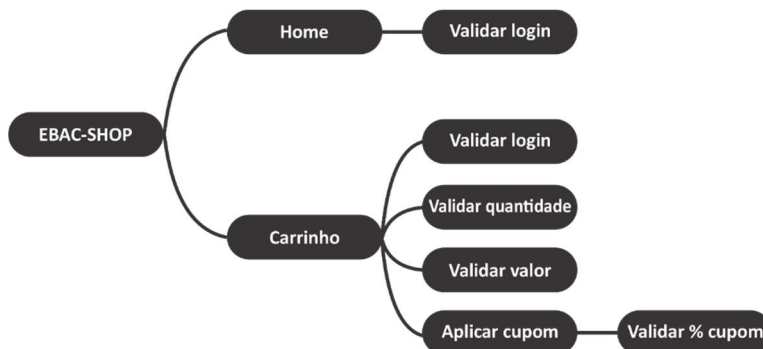 Home
Validar login
EBAC-SHOP
Validar login
Validar quantidade
Carrinho
Validar valor
Aplicar cupom
Validar % cupom